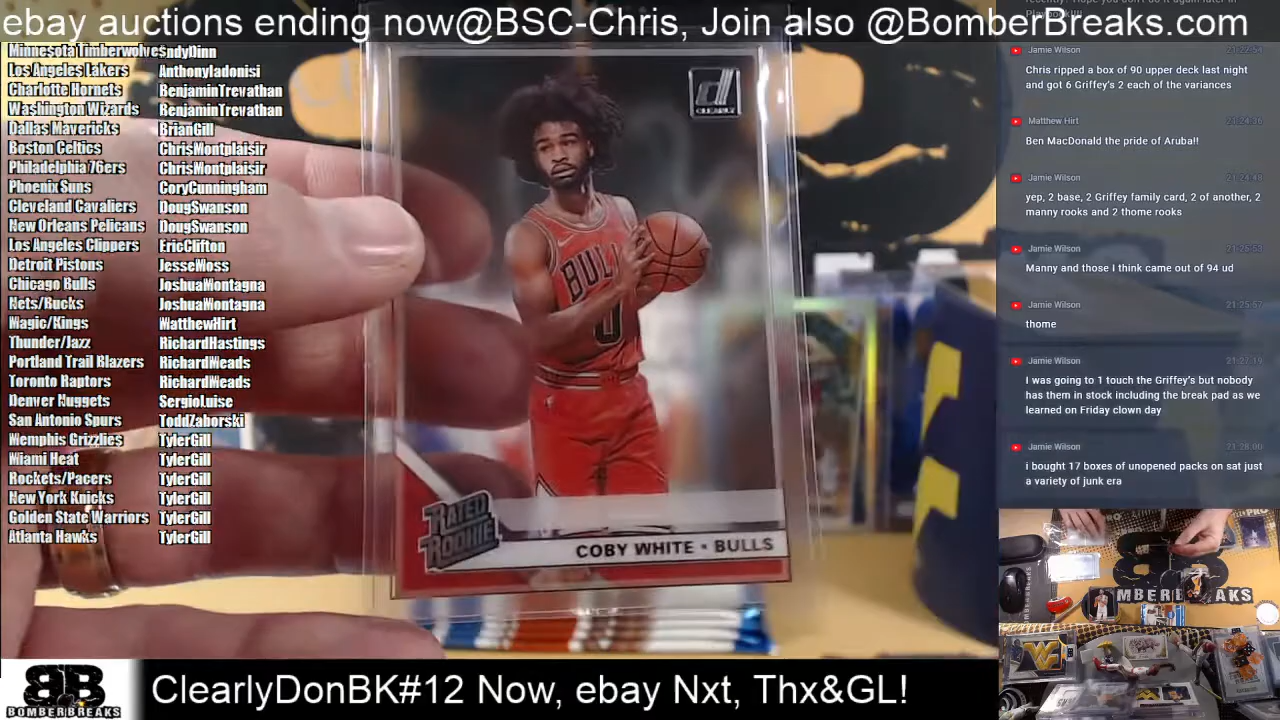 ebay auctions ending now@BSC-Chris, Join also @BomberBreaks.com
Minnesota Timberwolves ndyDinn
Los Angeles Lakers AnthonyIadonisi
Charlotte Hornets BenjaminTrevathan
Washington Wizards BenjaminTrevathan
Dallas Mavericks BrianGill
Boston Celtics ChrisMontplaisir
Philadelphia 76ers ChrisMontplaisir
Phoenix Suns CoryCunningham
Cleveland Cavaliers DougSwanson
New Orleans Pelicans DougSwanson
Los Angeles Clippers EricClifton
Detroit Pistons JesseMoss
Chicago Bulls JoshuaMontagna
Nets/Bucks JoshuaMontagna
Magic/Kings MatthewHirt
Thunder/Jazz RichardHastings
Portland Trail Blazers RichardMeads
Toronto Raptors RichardMeads
Denver Nuggets SergioLuise
San Antonio Spurs ToddZaborski
Memphis Grizzlies TylerGill
Miami Heat TylerGill
Rockets/Pacers TylerGill
New York Knicks TylerGill
Golden State Warriors TylerGill
Atlanta Hawks TylerGill
CLEARLY
BULL
0
RATED
ROOKIE
COBY WHITE • BULLS
Jamie Wilson
Chris ripped a box of 90 upper deck last night
and got 6 Griffey's 2 each of the variances
Matthew Hirt
Ben MacDonald the pride of Aruba!!
Jamie Wilson
yep, 2 base, 2 Griffey family card, 2 of another, 2
manny rooks and 2 thome rooks
Jamie Wilson
Manny and those I think came out of 94 ud
Jamie Wilson
thome
Jamie Wilson
I was going to 1 touch the Griffey's but nobody
has them in stock including the break pad as we
learned on Friday clown day
Jamie Wilson
i bought 17 boxes of unopened packs on sat just
a variety of junk era
BB
BOMBERBREAKS
ClearlyDonBK#12 Now, ebay Nxt, Thx&GL!